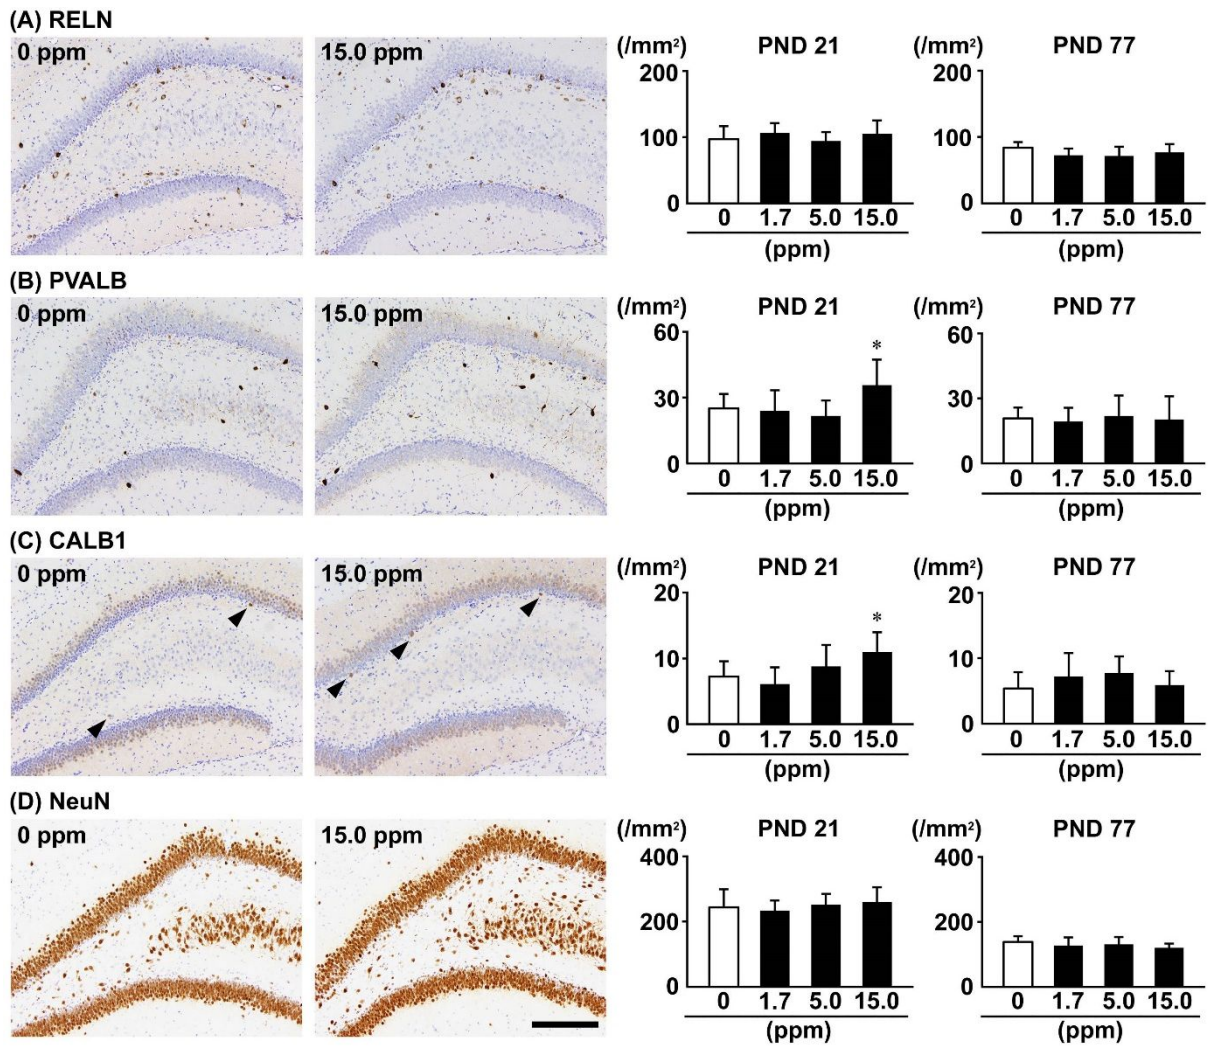 (A) RELN
0 ppm
15.0 ppm
(/mm²)
PND 21
200
100
0
0 1.7 5.0 15.0
(ppm)
(/mm²)
PND 77
200
100
0
0 1.7 5.0 15.0
(ppm)
(B) PVALB
0 ppm
15.0 ppm
(/mm²)
PND 21
60
30
0
*
0 1.7 5.0 15.0
(ppm)
(/mm²)
PND 77
60
30
0
0 1.7 5.0 15.0
(ppm)
(C) CALB1
0 ppm
15.0 ppm
(/mm²)
PND 21
20
10
0
*
0 1.7 5.0 15.0
(ppm)
(/mm²)
PND 77
20
10
0
0 1.7 5.0 15.0
(ppm)
(D) NeuN
0 ppm
15.0 ppm
(/mm²)
PND 21
400
200
0
0 1.7 5.0 15.0
(ppm)
(/mm²)
PND 77
400
200
0
0 1.7 5.0 15.0
(ppm)